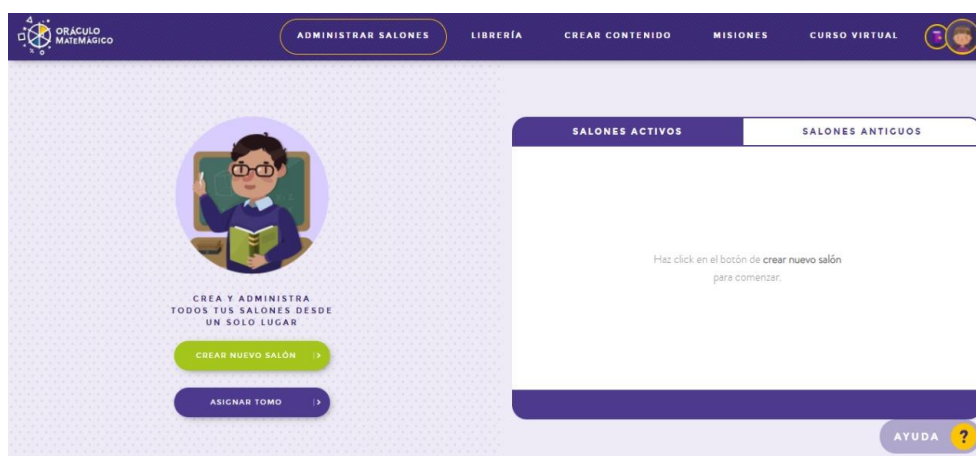 ORÁCULO
MATEMÁGICO
ADMINISTRAR SALONES
LIBRERÍA
CREAR CONTENIDO
MISIONES
CURSO VIRTUAL
CREA Y ADMINISTRA
TODOS TUS SALONES DESDE
UN SOLO LUGAR
CREAR NUEVO SALÓN
ASIGNAR TOMO
SALONES ACTIVOS
SALONES ANTIGUOS
Haz click en el botón de crear nuevo salón
para comenzar.
AYUDA ?